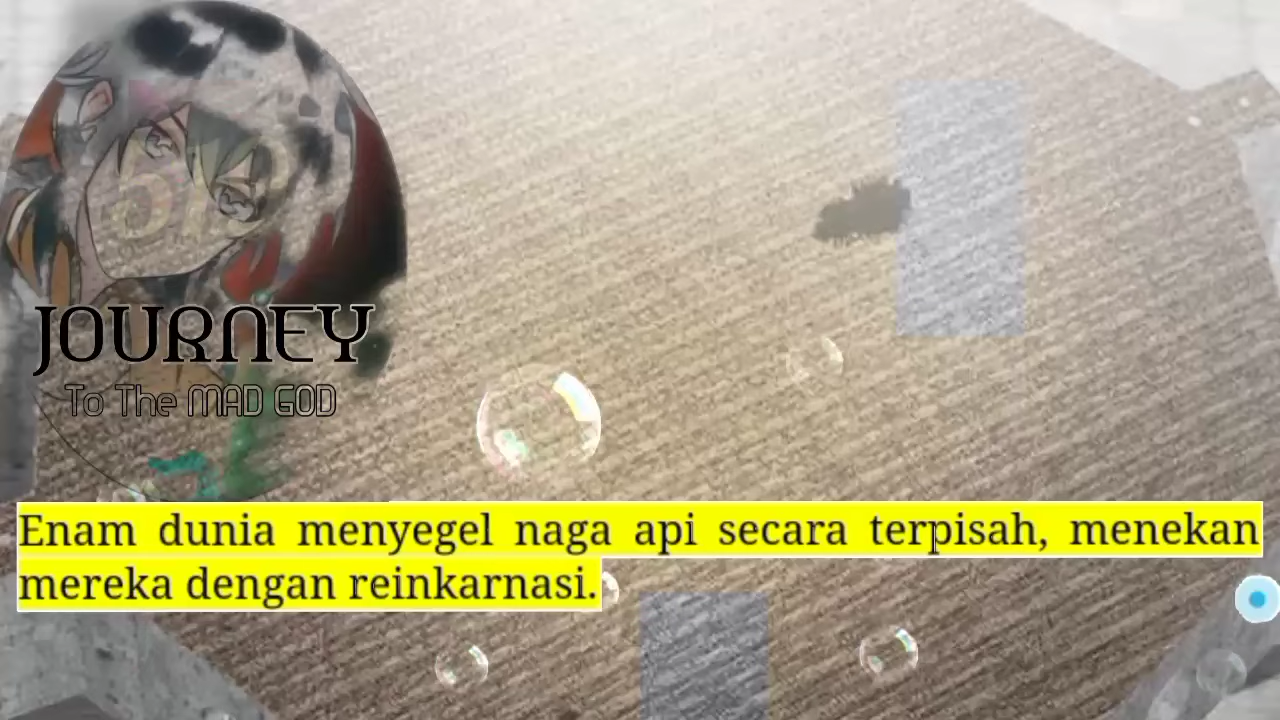 JOURNEY
To The MAD GOD
Enam dunia menyegel naga api secara terpisah, menekan
mereka dengan reinkarnasi.